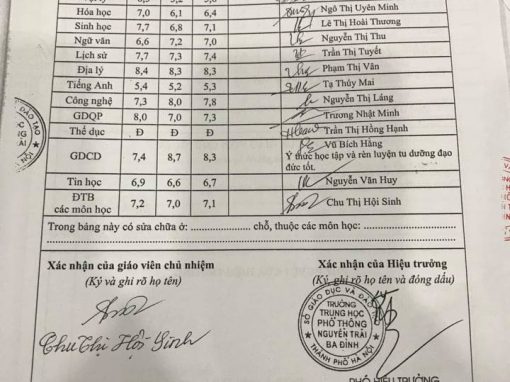 Hóa học 7,0 6,1 6,4 Ngô Thị Uyên Minh
Sinh học 7,7 6,8 7,1 Lê Thị Hoài Thương
Ngữ văn 6,6 7,2 7,0 Nguyễn Thị Thu
Lịch sử 7,7 7,3 7,4 Trần Thị Tuyết
Địa lý 8,4 8,3 8,3 Phạm Thị Vân
Tiếng Anh 5,4 5,2 5,3 Tạ Thúy Mai
Công nghệ 7,3 8,0 7,8 Nguyễn Thị Láng
GDQP 8,0 7,0 7,3 Trương Nhật Minh
Thể dục Đ Đ Đ Trần Thị Hồng Hạnh
GDCD 7,4 8,7 8,3 Vũ Bích Hằng
Ý thức học tập và rèn luyện tu dưỡng đạo
đức tốt.
Tin học 6,9 6,6 6,7 Nguyễn Văn Huy
ĐTB
các môn học 7,2 7,0 7,1 Chu Thị Hội Sinh
Trong bảng này có sửa chữa ở: .................... chỗ, thuộc các môn học:
Xác nhận của giáo viên chủ nhiệm
(Ký và ghi rõ họ tên)
Chu Thị Hội Sinh
Xác nhận của Hiệu trưởng
(Ký, ghi rõ họ tên và đóng dấu)
SỞ GIÁO DỤC VÀ ĐÀO TẠO
TRƯỜNG
TRUNG HỌC
PHỔ THÔNG
NGUYỄN TRÃI
BA ĐÌNH
THÀNH PHỐ HÀ NỘI
PHÓ HIỆU TRƯỞNG